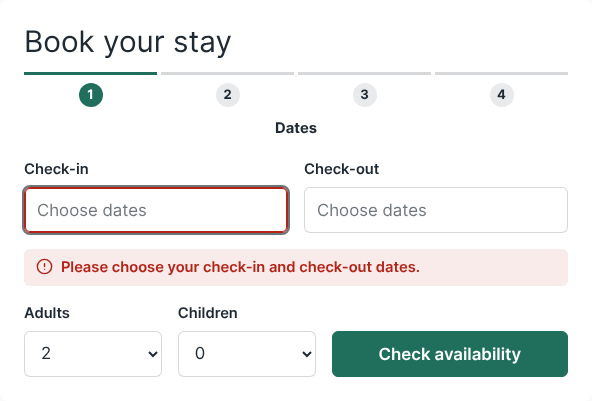 Book your stay
1 2 3 4
Dates
Check-in Check-out
Choose dates Choose dates
Please choose your check-in and check-out dates.
Adults Children
2 0 Check availability